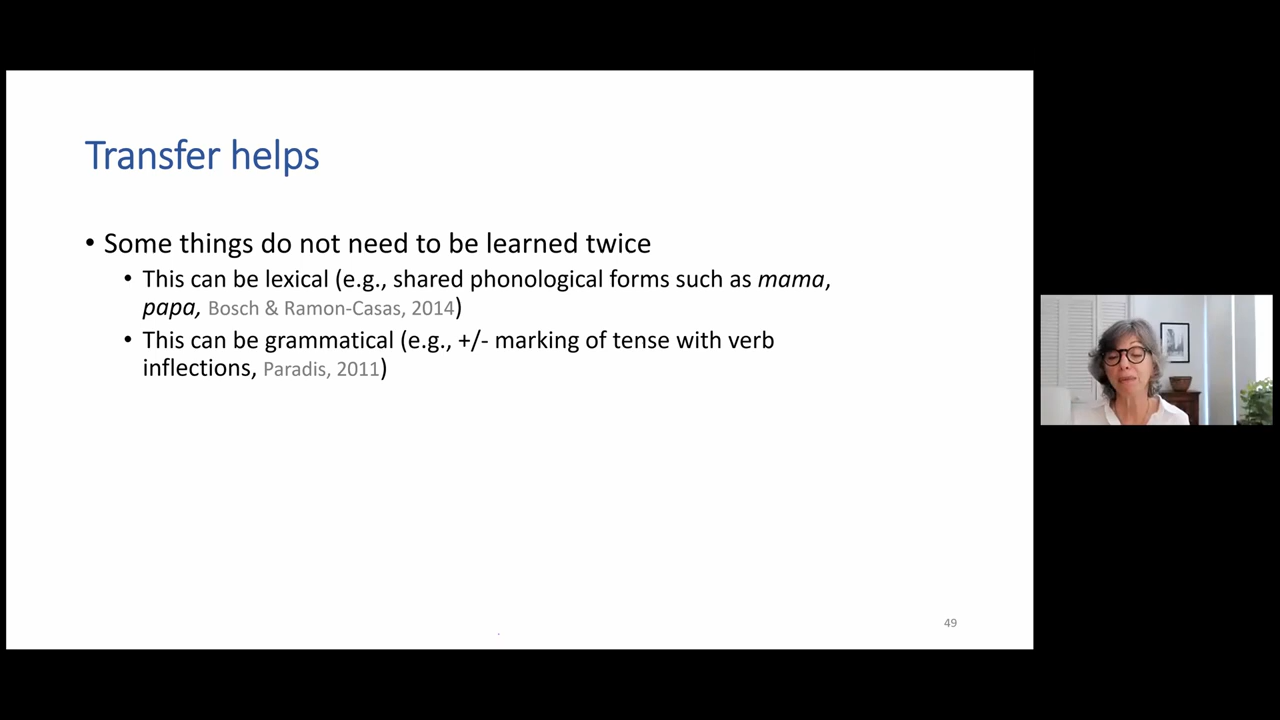 Transfer helps
• Some things do not need to be learned twice
• This can be lexical (e.g., shared phonological forms such as mama,
papa, Bosch & Ramon-Casas, 2014)
• This can be grammatical (e.g., +/- marking of tense with verb
inflections, Paradis, 2011)
49
.